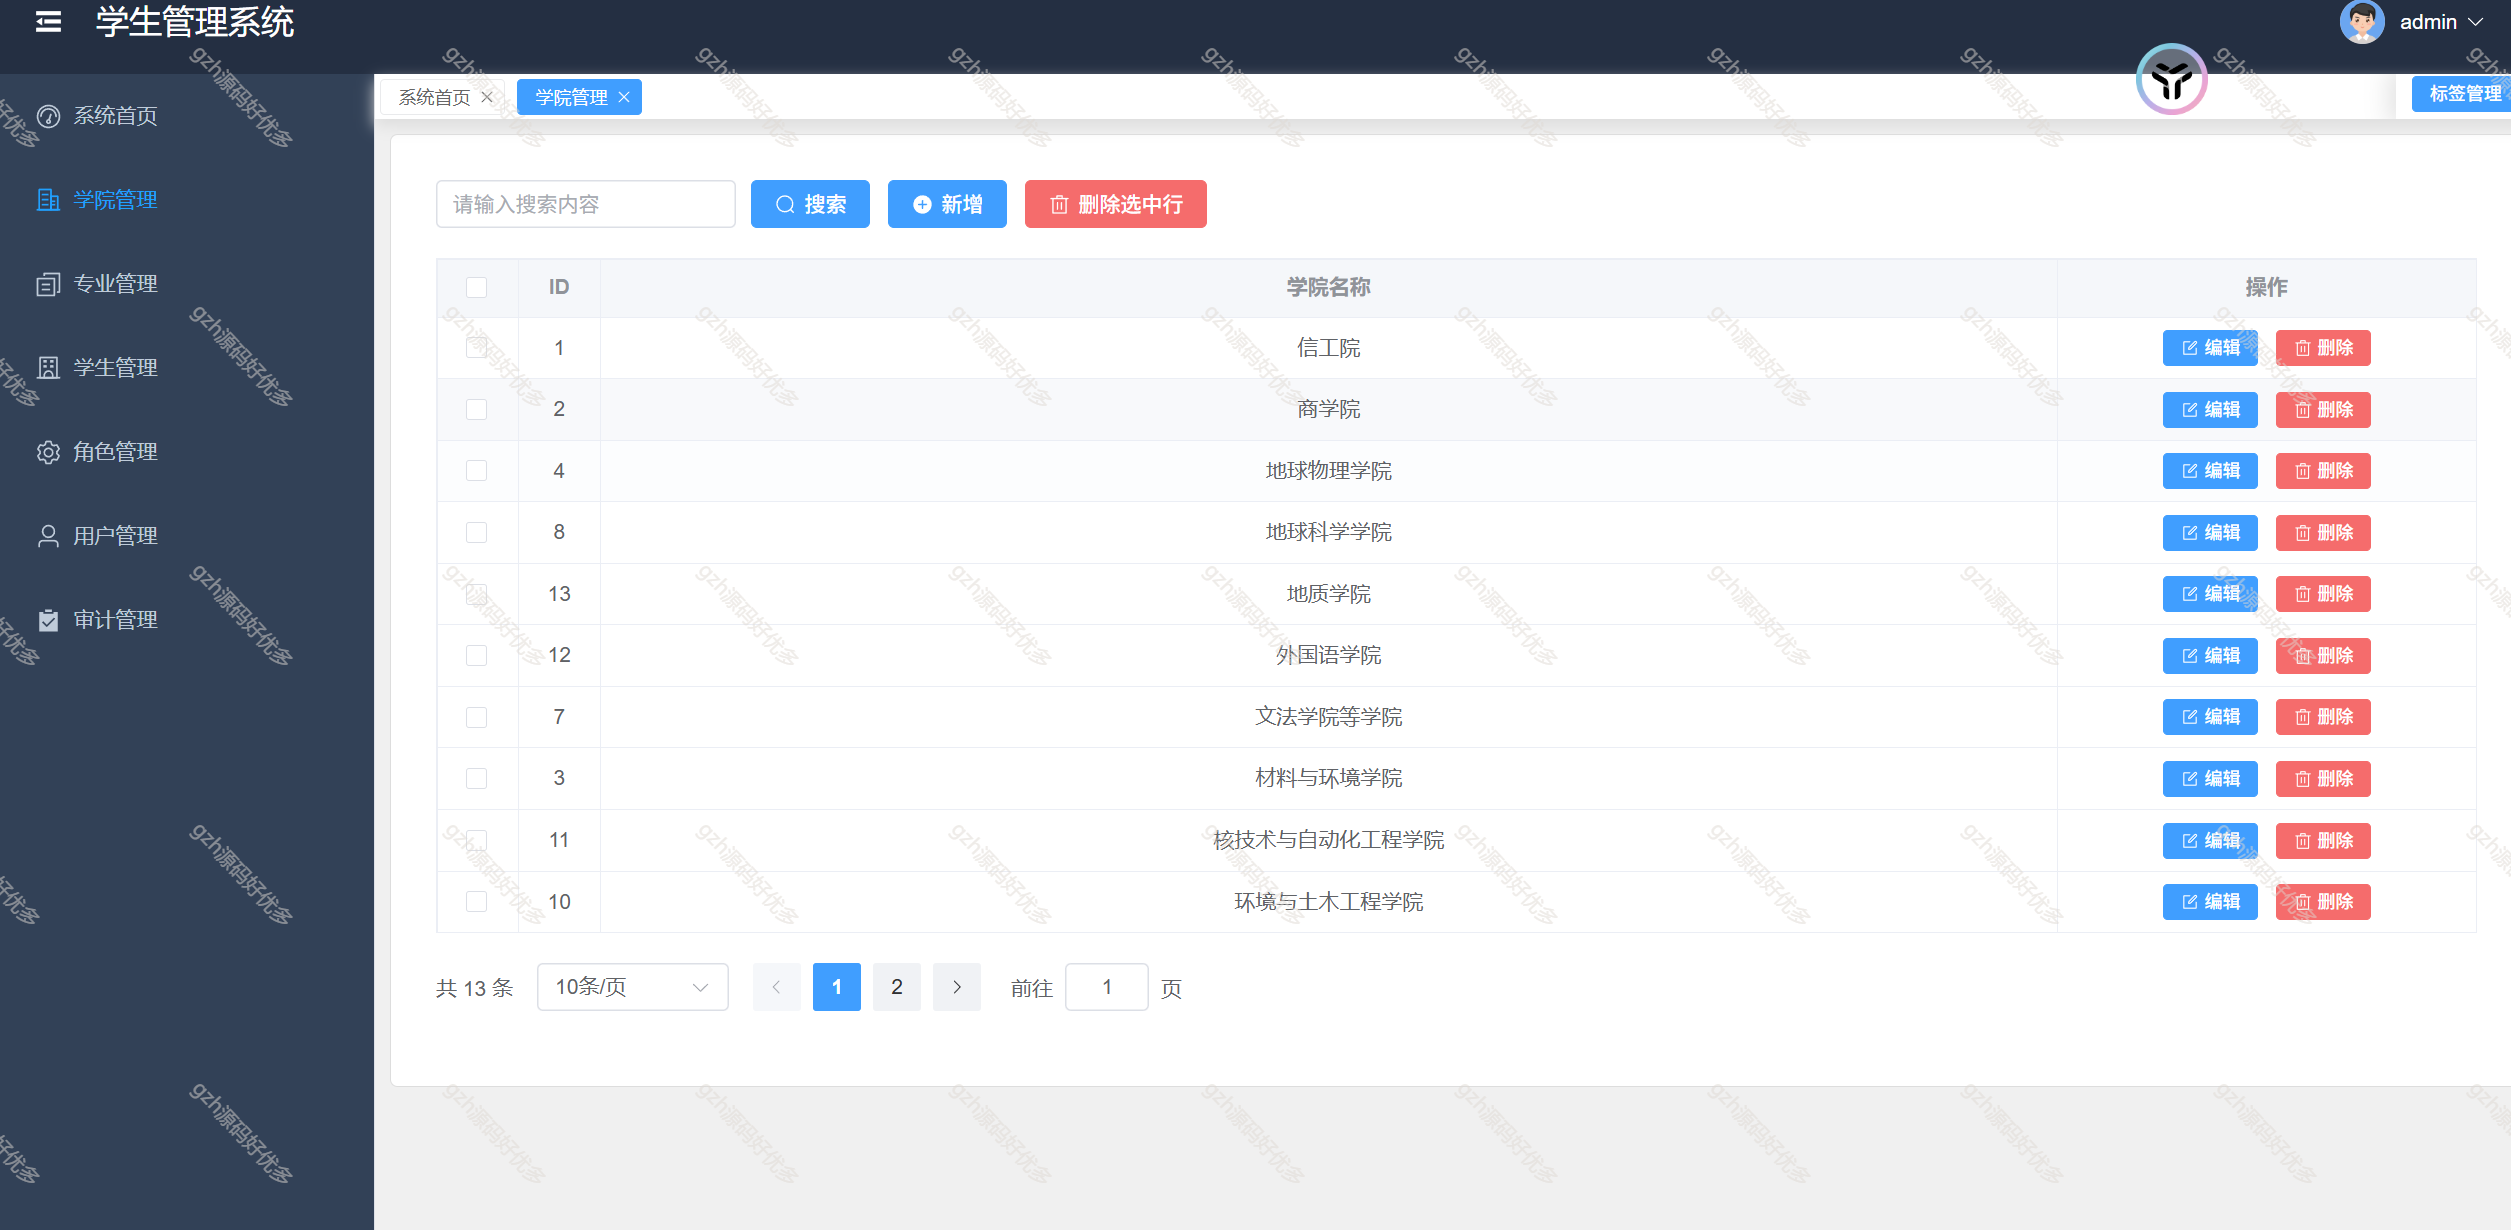 学生管理系统
admin
系统首页
学院管理
专业管理
学生管理
角色管理
用户管理
审计管理
系统首页 学院管理 标签管理
请输入搜索内容 搜索 新增 删除选中行
ID 学院名称 操作
1 信工院 编辑 删除
2 商学院 编辑 删除
4 地球物理学院 编辑 删除
8 地球科学学院 编辑 删除
13 地质学院 编辑 删除
12 外国语学院 编辑 删除
7 文法学院等学院 编辑 删除
3 材料与环境学院 编辑 删除
11 核技术与自动化工程学院 编辑 删除
10 环境与土木工程学院 编辑 删除
共 13 条 10条/页 1 2 前往 1 页
gzh源码好优多